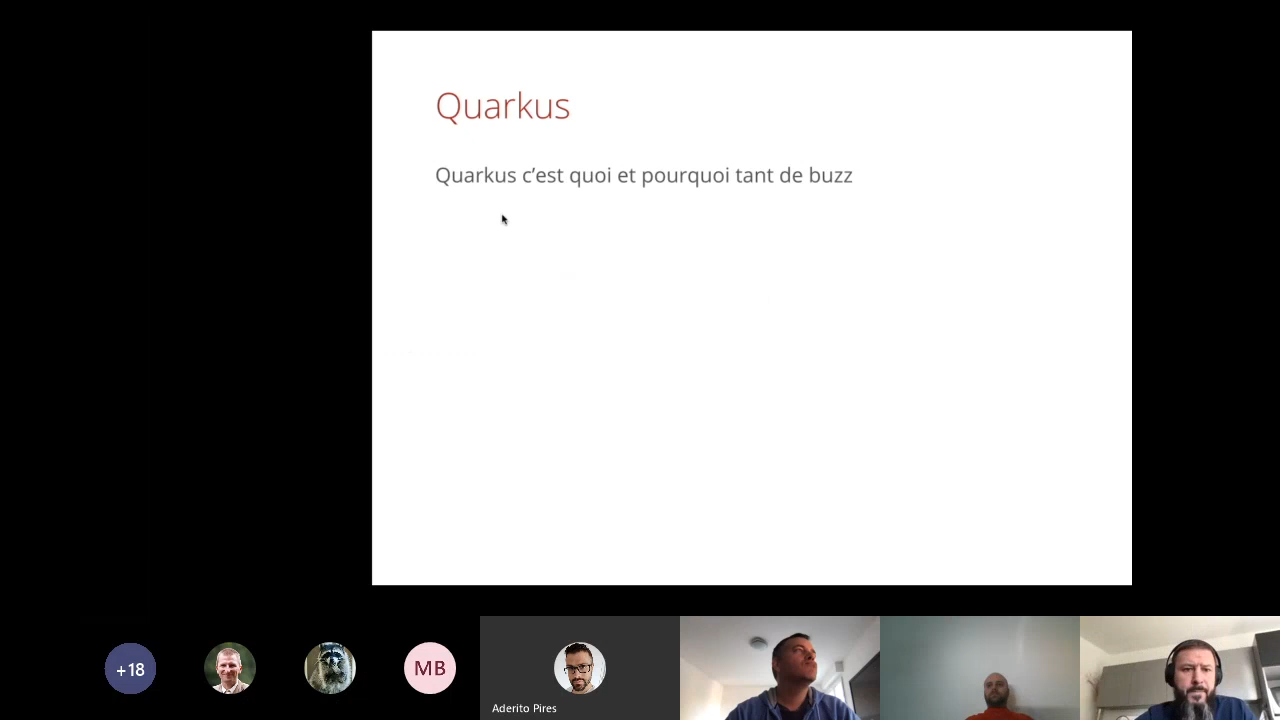 Quarkus
Quarkus c’est quoi et pourquoi tant de buzz
+18
MB
Aderito Pires